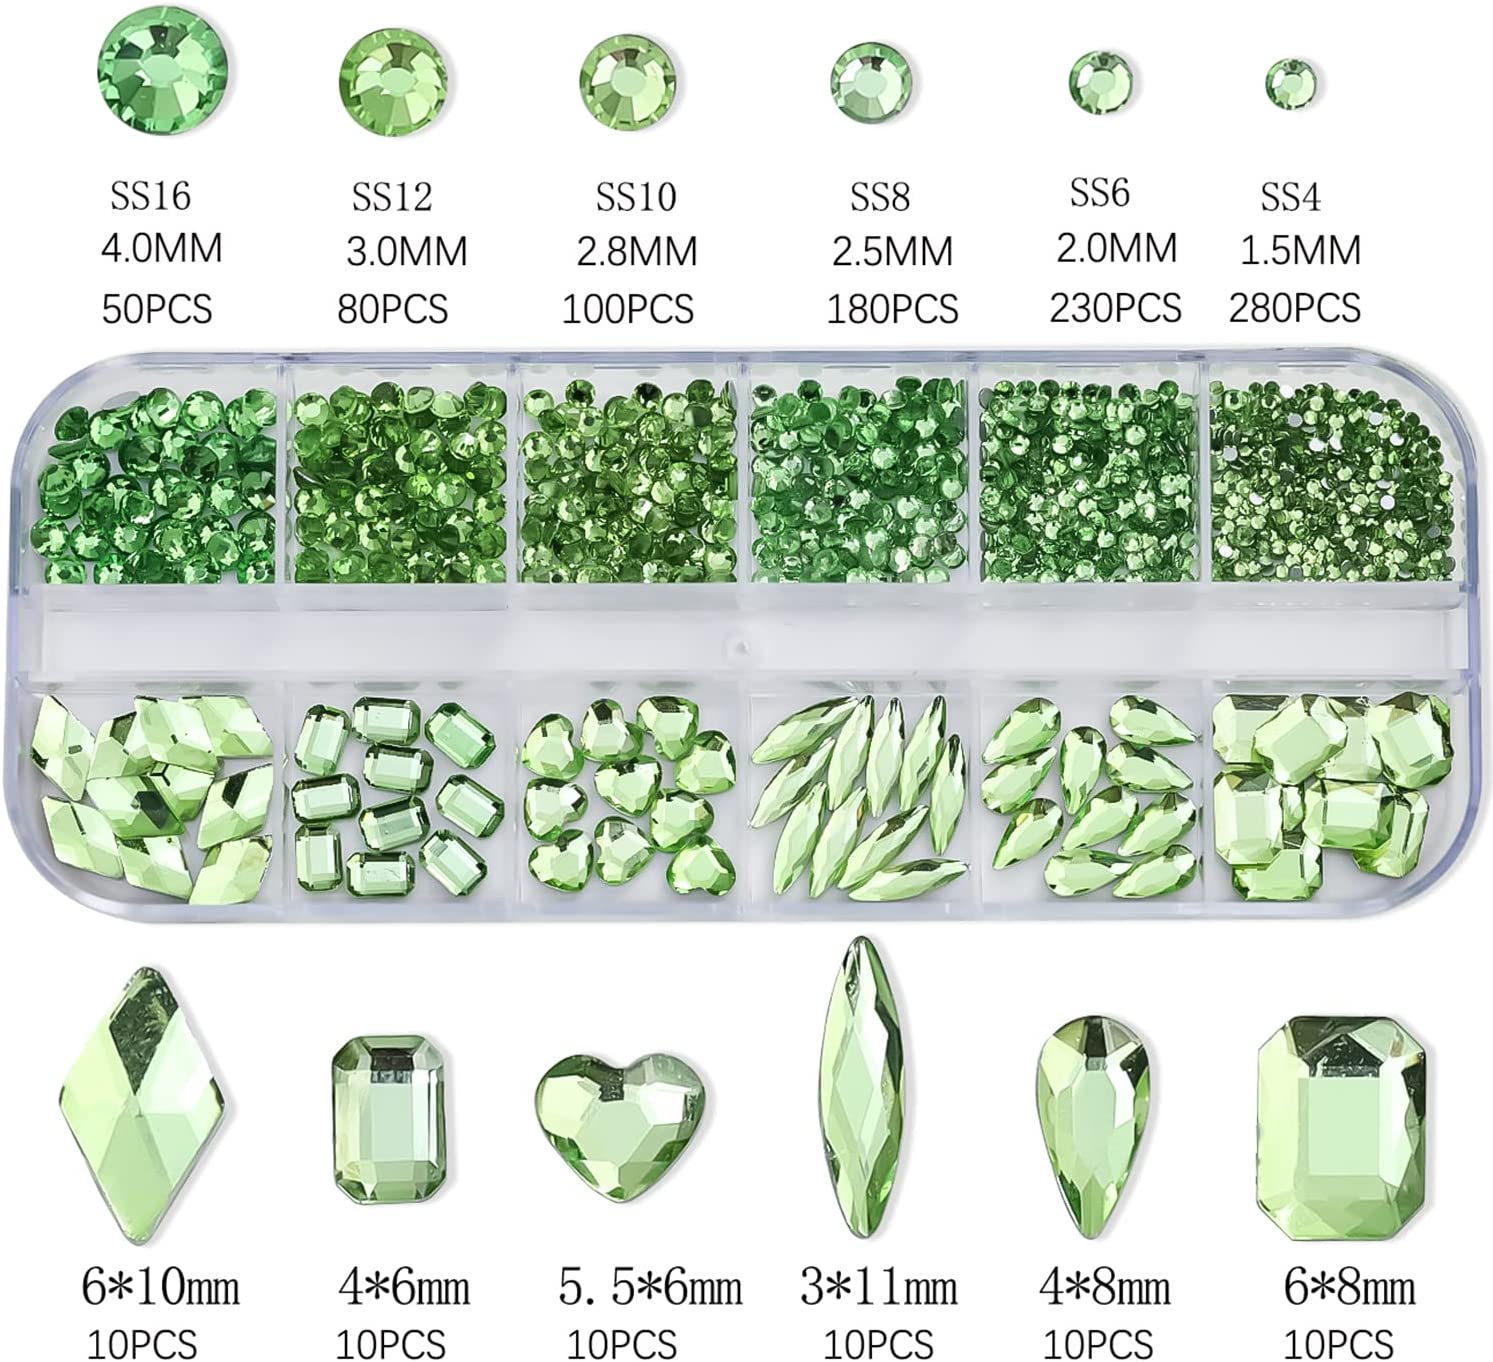 SS16 SS12 SS10 SS8 SS6 SS4
4.0MM 3.0MM 2.8MM 2.5MM 2.0MM 1.5MM
50PCS 80PCS 100PCS 180PCS 230PCS 280PCS
6*10mm 4*6mm 5.5*6mm 3*11mm 4*8mm 6*8mm
10PCS 10PCS 10PCS 10PCS 10PCS 10PCS